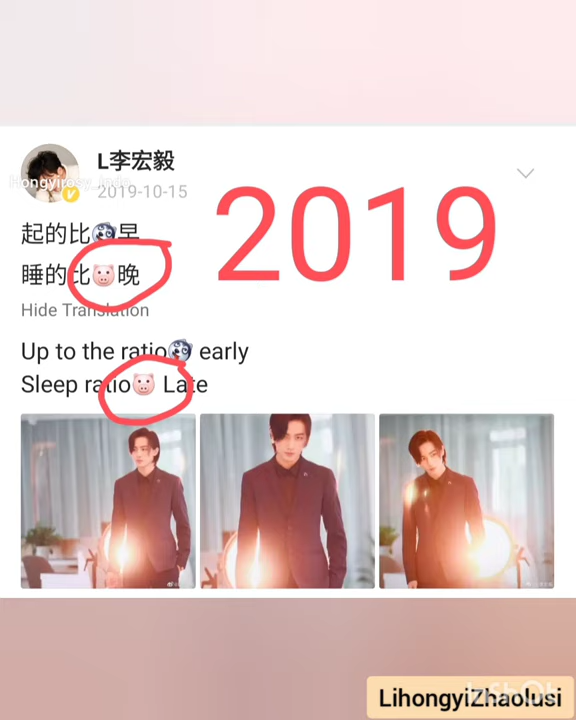 L李宏毅
2019-10-15
2019
起的比🐶早
睡的比🐷晚
Hide Translation
Up to the ratio🐶 early
Sleep ratio🐷 Late
LihongyiZhaolusi